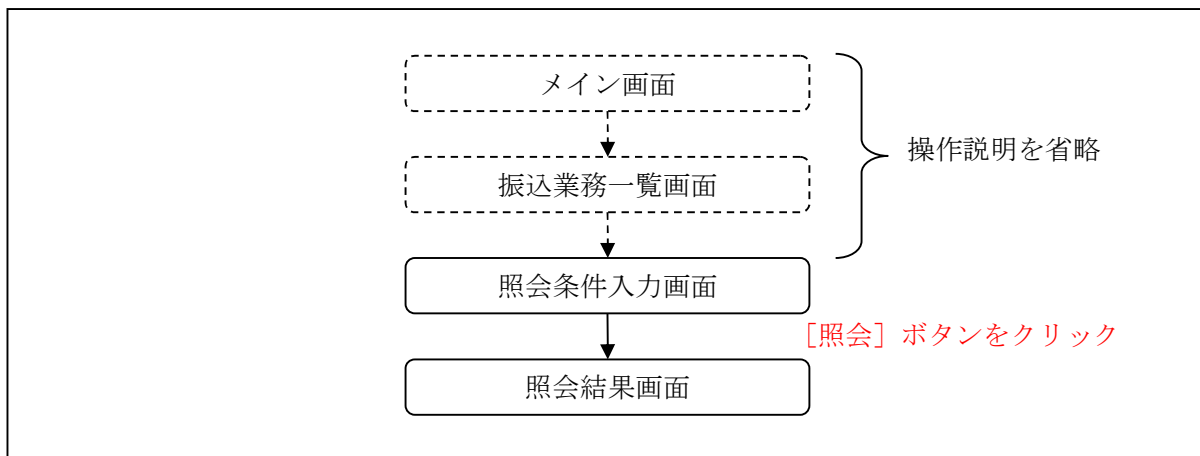 メイン画面
操作説明を省略
振込業務一覧画面
照会条件入力画面
［照会］ボタンをクリック
照会結果画面